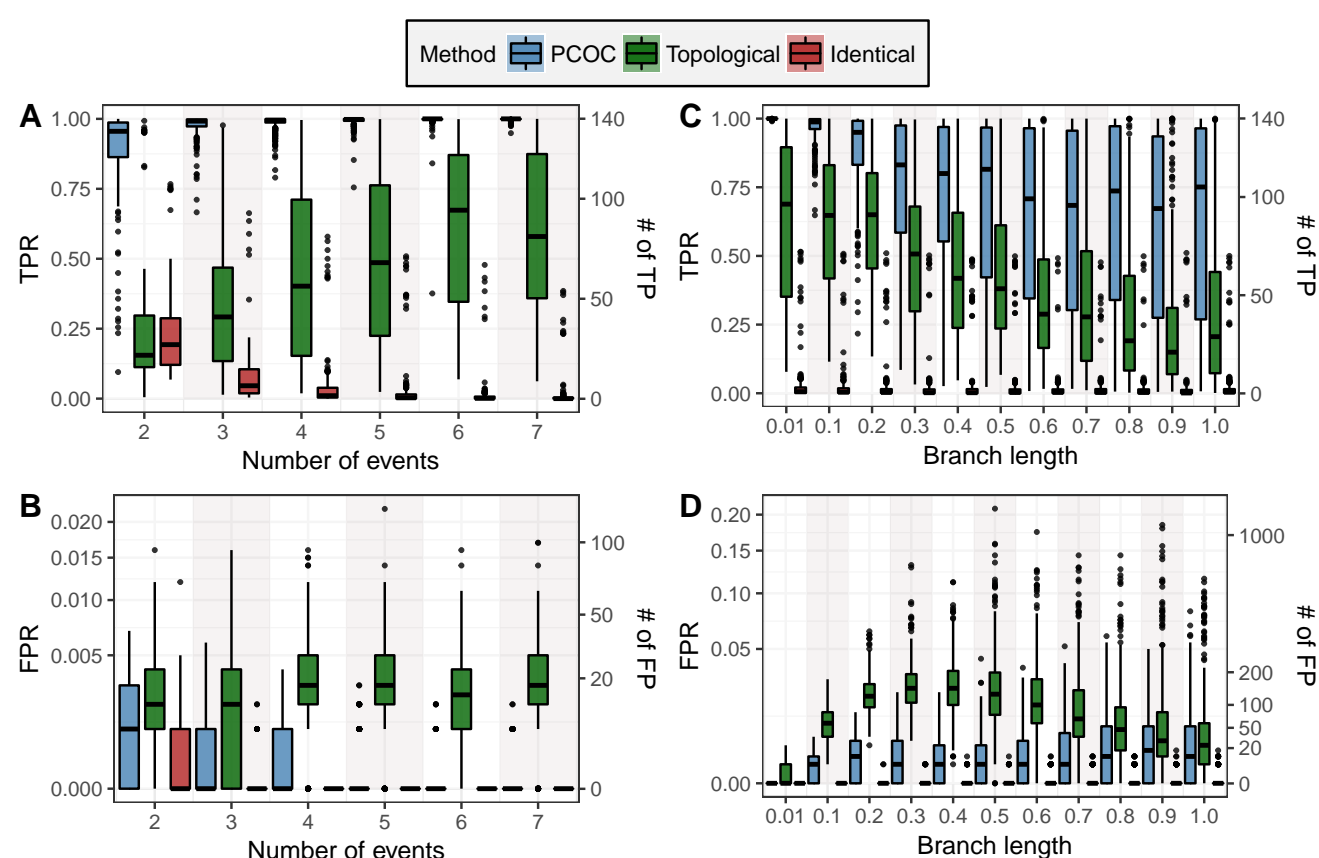 Method PCOC Topological Identical
A
1.00
0.75
0.50
0.25
0.00
TPR
140
100
50
0
# of TP
2 3 4 5 6 7
Number of events
C
1.00
0.75
0.50
0.25
0.00
TPR
140
100
50
0
# of TP
0.01 0.1 0.2 0.3 0.4 0.5 0.6 0.7 0.8 0.9 1.0
Branch length
B
0.020
0.015
0.010
0.005
0.000
FPR
100
50
20
0
# of FP
2 3 4 5 6 7
Number of events
D
0.20
0.15
0.10
0.05
0.00
FPR
1000
200
100
50
20
0
# of FP
0.01 0.1 0.2 0.3 0.4 0.5 0.6 0.7 0.8 0.9 1.0
Branch length